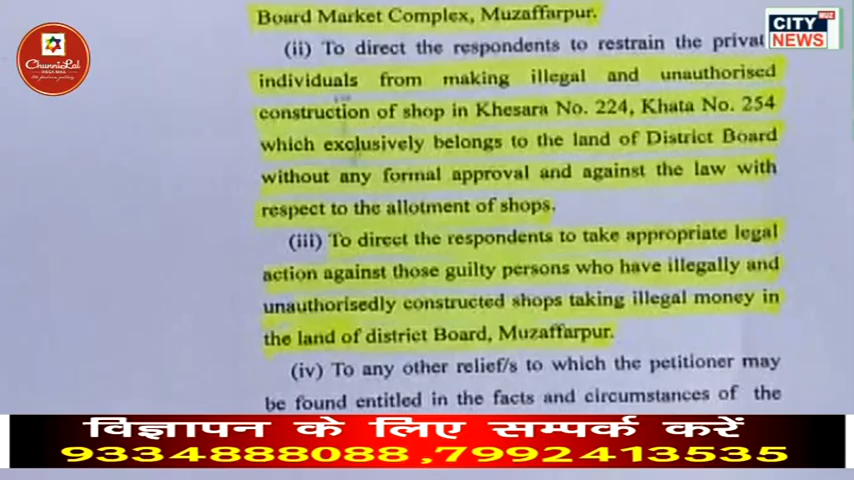 Board Market Complex, Muzaffarpur.
(ii) To direct the respondents to restrain the privat
individuals from making illegal and unauthorised
construction of shop in Khesara No. 224, Khata No. 254
which exclusively belongs to the land of District Board
without any formal approval and against the law with
respect to the allotment of shops.
(iii) To direct the respondents to take appropriate legal
action against those guilty persons who have illegally and
unauthorisedly constructed shops taking illegal money in
the land of district Board, Muzaffarpur.
(iv) To any other relief/s to which the petitioner may
be found entitled in the facts and circumstances of the
ChunniLal
CITY
MUZ
NEWS
विज्ञापन के लिए सम्पर्क करें
9334888088 ,7992413535